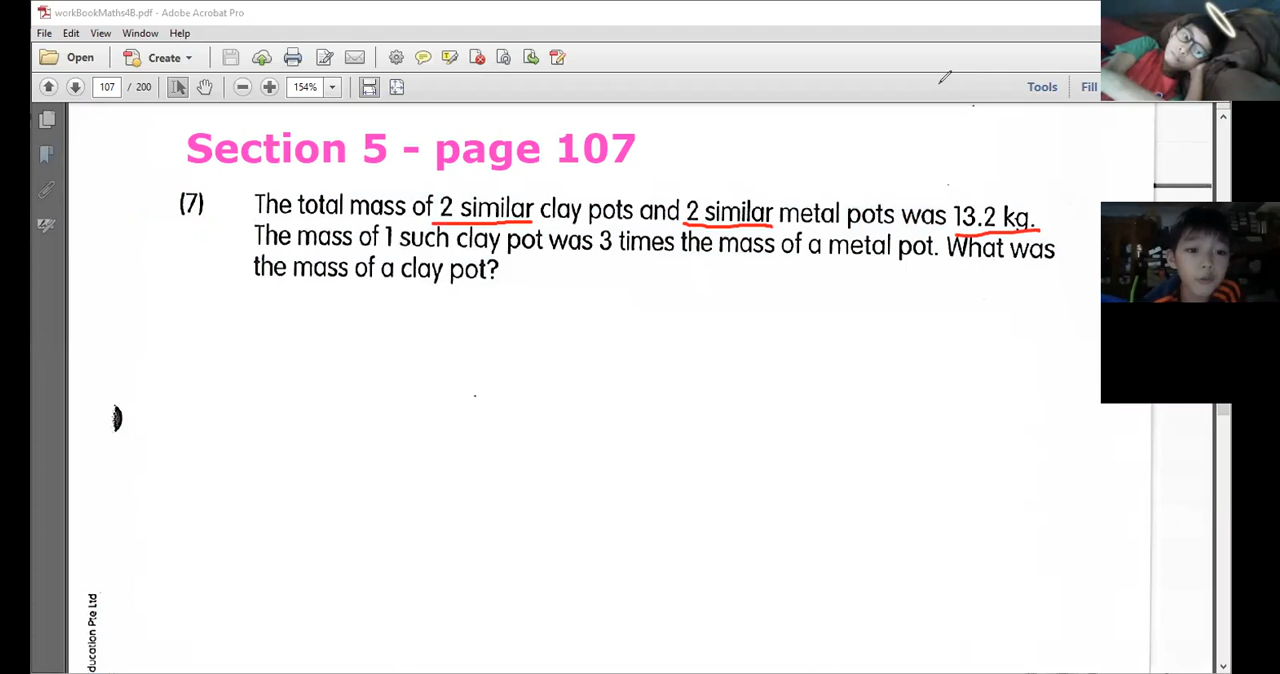 workBookMaths4B.pdf - Adobe Acrobat Pro
File Edit View Window Help
Open Create
107 / 200 154% Tools Fill
Section 5 - page 107
(7) The total mass of 2 similar clay pots and 2 similar metal pots was 13.2 kg.
The mass of 1 such clay pot was 3 times the mass of a metal pot. What was
the mass of a clay pot?
ducation Pte Ltd